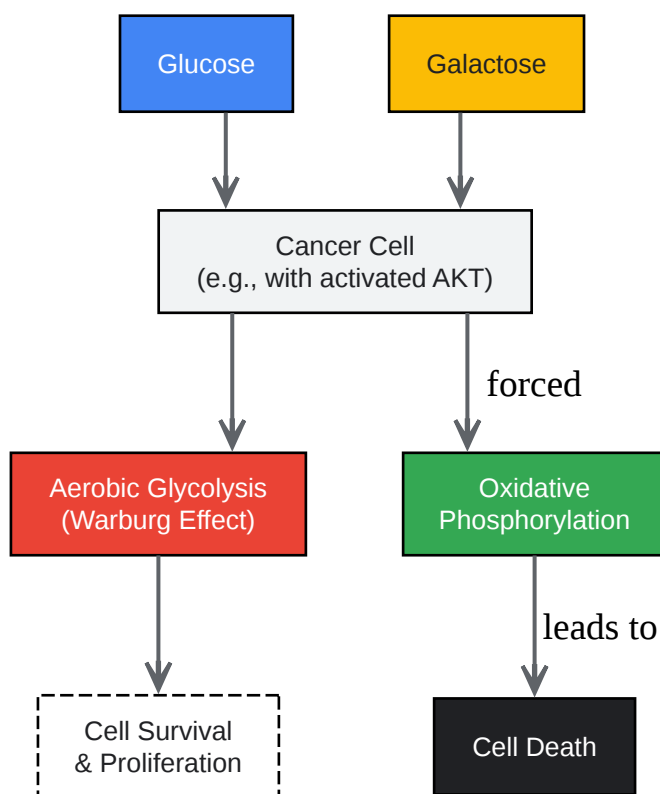 Glucose
Galactose
Cancer Cell
(e.g., with activated AKT)
forced
Aerobic Glycolysis
(Warburg Effect)
Oxidative
Phosphorylation
leads to
Cell Survival
& Proliferation
Cell Death